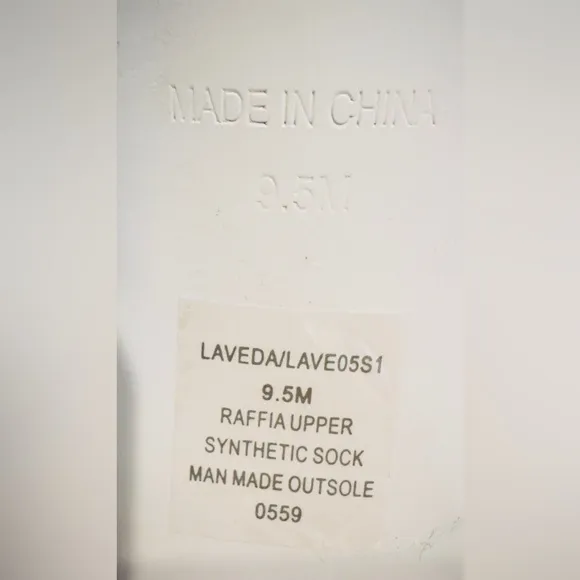 MADE IN CHINA
9.5M
LAVEDA/LAVE05S1
9.5M
RAFFIA UPPER
SYNTHETIC SOCK
MAN MADE OUTSOLE
0559